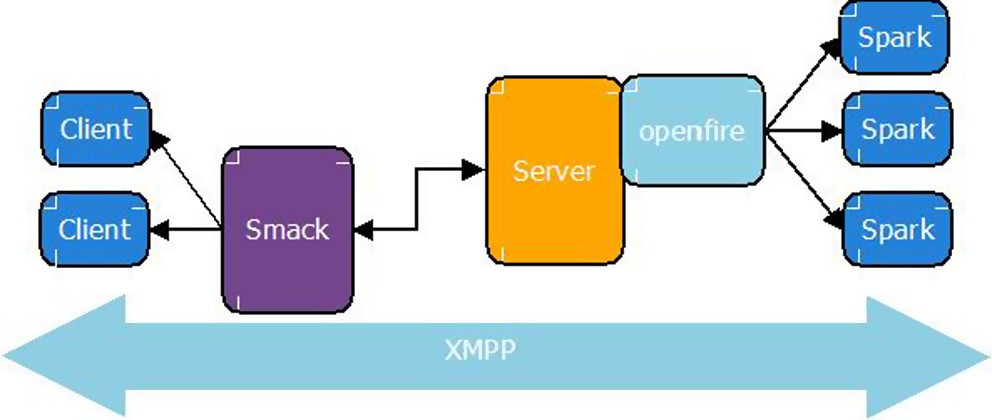 Spark
Client
openfire
Spark
Server
Client
Smack
Spark
XMPP